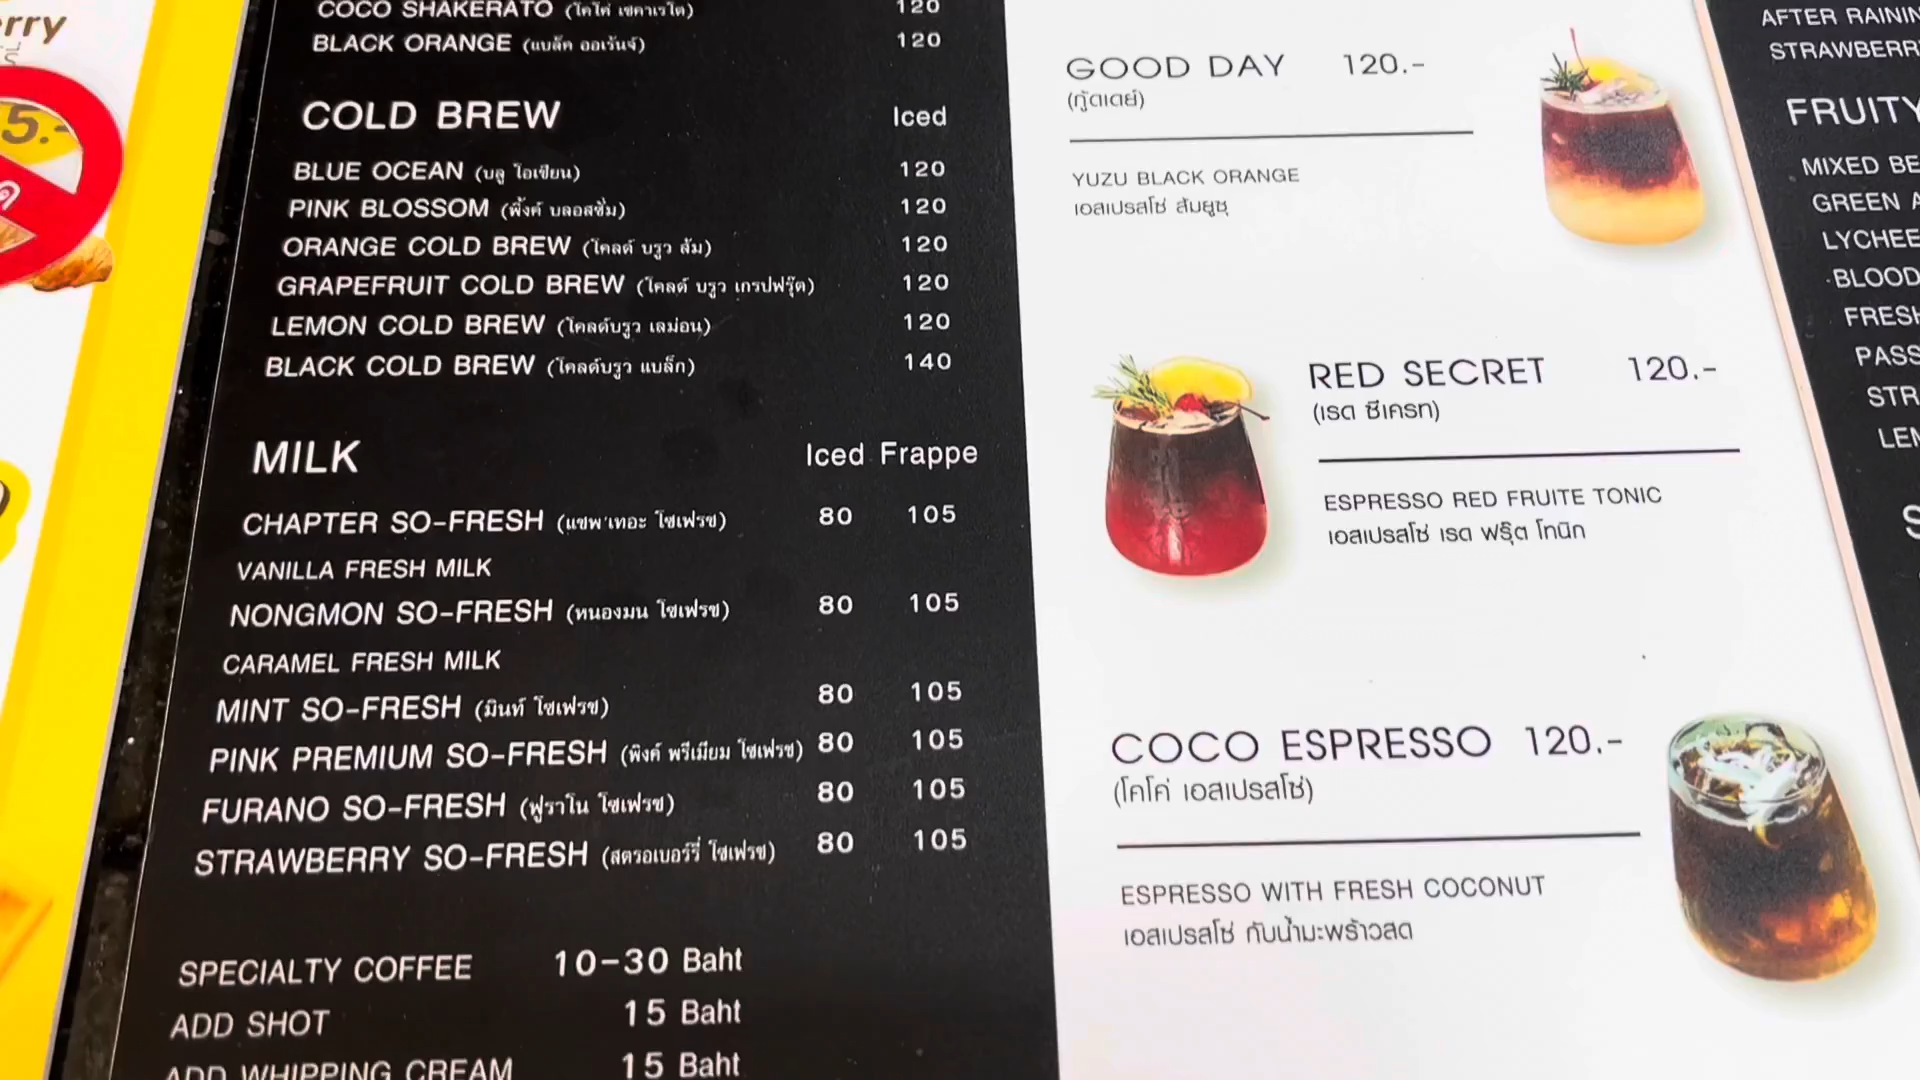 rry
5.-
COCO SHAKERATO (โคโค่ เชคาเรโต) 120
BLACK ORANGE (แบล็ค ออเร้นจ์) 120
COLD BREW Iced
BLUE OCEAN (บลู โอเชียน) 120
PINK BLOSSOM (พิ้งค์ บลอสซั่ม) 120
ORANGE COLD BREW (โคลด์ บรูว ส้ม) 120
GRAPEFRUIT COLD BREW (โคลด์ บรูว เกรปฟรุ๊ต) 120
LEMON COLD BREW (โคลด์บรูว เลม่อน) 120
BLACK COLD BREW (โคลด์บรูว แบล็ก) 140
MILK Iced Frappe
CHAPTER SO-FRESH (แชพ'เทอะ โซเฟรช) 80 105
VANILLA FRESH MILK
NONGMON SO-FRESH (หนองมน โซเฟรช) 80 105
CARAMEL FRESH MILK
MINT SO-FRESH (มินท์ โซเฟรช) 80 105
PINK PREMIUM SO-FRESH (พิงค์ พรีเมียม โซเฟรช) 80 105
FURANO SO-FRESH (ฟูราโน โซเฟรช) 80 105
STRAWBERRY SO-FRESH (สตรอเบอร์รี่ โซเฟรช) 80 105
SPECIALTY COFFEE 10-30 Baht
ADD SHOT 15 Baht
ADD WHIPPING CREAM 15 Baht
GOOD DAY 120.-
(กู้ดเดย์)
YUZU BLACK ORANGE
เอสเปรสโซ่ ส้มยูซุ
RED SECRET 120.-
(เรด ซีเครท)
ESPRESSO RED FRUITE TONIC
เอสเปรสโซ่ เรด ฟรุ๊ต โทนิก
COCO ESPRESSO 120.-
(โคโค่ เอสเปรสโซ่)
ESPRESSO WITH FRESH COCONUT
เอสเปรสโซ่ กับน้ำมะพร้าวสด
AFTER RAININ
STRAWBERR
FRUITY
MIXED BE
GREEN A
LYCHEE
BLOOD
FRESH
PASS
STR
LEM
S